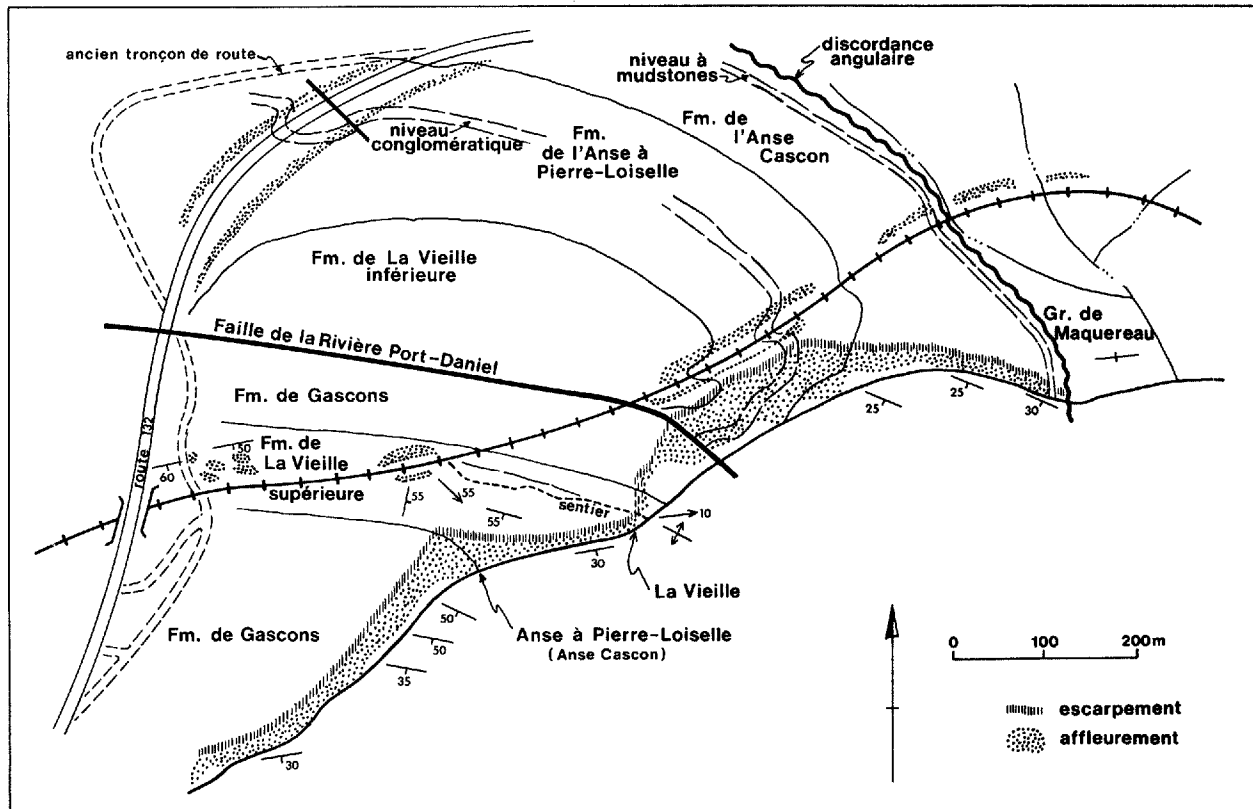 ancien tronçon de route
discordance
angulaire
niveau à
mudstones
Fm. de
l'Anse
Cascon
niveau
conglomératique
Fm.
de l'Anse à
Pierre-Loiselle
Fm. de La Vieille
inférieure
Gr. de
Maquereau
Faille de la Rivière Port-Daniel
Fm. de Gascons
25
25
30
route 132
50
60
Fm. de
La Vieille
supérieure
55
55
55
sentier
10
30
La Vieille
Fm. de Gascons
50
50
35
30
Anse à Pierre-Loiselle
(Anse Cascon)
0 100 200m
escarpement
affleurement